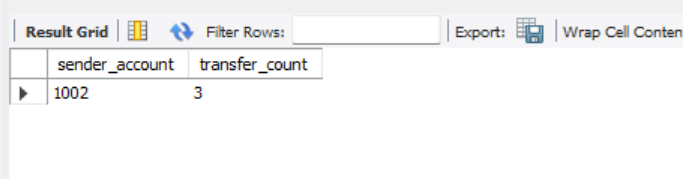 Result Grid Filter Rows: Export: Wrap Cell Conten
sender_account transfer_count
1002 3